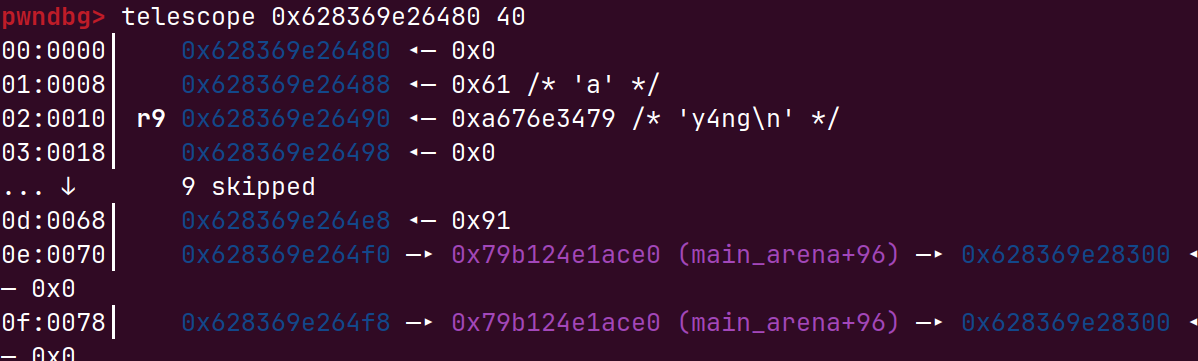 pwndbg> telescope 0x628369e26480 40
00:0000│     0x628369e26480 ◂— 0x0
01:0008│     0x628369e26488 ◂— 0x61 /* 'a' */
02:0010│ r9 0x628369e26490 ◂— 0xa676e3479 /* 'y4ng\n' */
03:0018│     0x628369e26498 ◂— 0x0
... ↓     9 skipped
0d:0068│     0x628369e264e8 ◂— 0x91
0e:0070│     0x628369e264f0 —▸ 0x79b124e1ace0 (main_arena+96) —▸ 0x628369e28300 ◂
— 0x0
0f:0078│     0x628369e264f8 —▸ 0x79b124e1ace0 (main_arena+96) —▸ 0x628369e28300 ◂
— 0x0